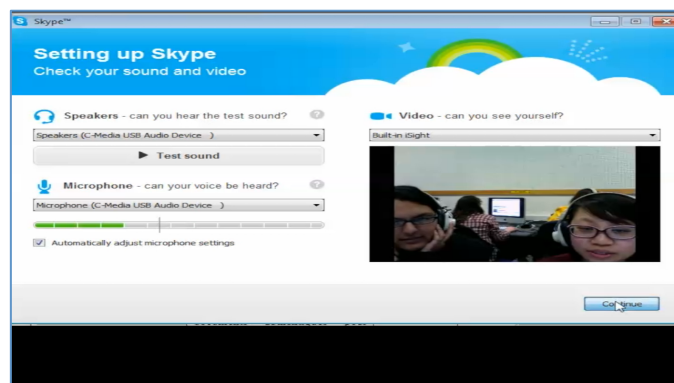 Skype™
Setting up Skype
Check your sound and video
Speakers - can you hear the test sound?
Speakers (C-Media USB Audio Device )
Test sound
Microphone - can your voice be heard?
Microphone (C-Media USB Audio Device )
Automatically adjust microphone settings
Video - can you see yourself?
Built-in iSight
Continue